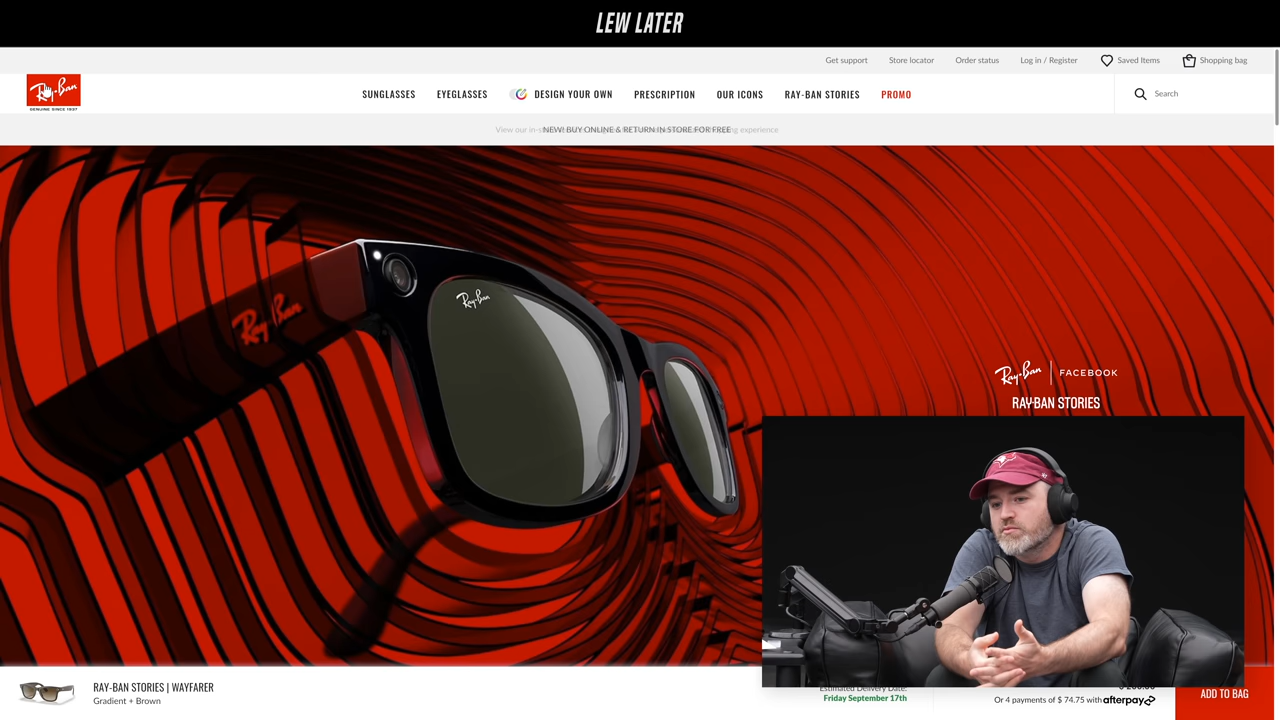 LEW LATER
Get support
Store locator
Order status
Log in / Register
Saved Items
Shopping bag
Ray-Ban
GENUINE SINCE 1937
SUNGLASSES
EYEGLASSES
DESIGN YOUR OWN
PRESCRIPTION
OUR ICONS
RAY-BAN STORIES
PROMO
Search
NEW! BUY ONLINE & RETURN IN STORE FOR FREE
Ray-Ban
Ray-Ban
Ray-Ban | FACEBOOK
RAY-BAN STORIES
RAY-BAN STORIES | WAYFARER
Gradient + Brown
Estimated Delivery Date:
Friday September 17th
Or 4 payments of $ 74.75 with afterpay
ADD TO BAG